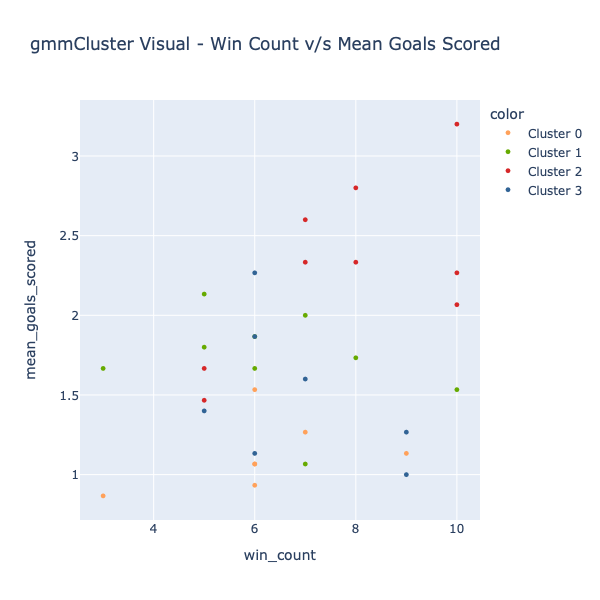 gmmCluster Visual - Win Count v/s Mean Goals Scored
color
Cluster 0
Cluster 1
Cluster 2
Cluster 3
3
2.5
2
1.5
1
mean_goals_scored
4 6 8 10
win_count